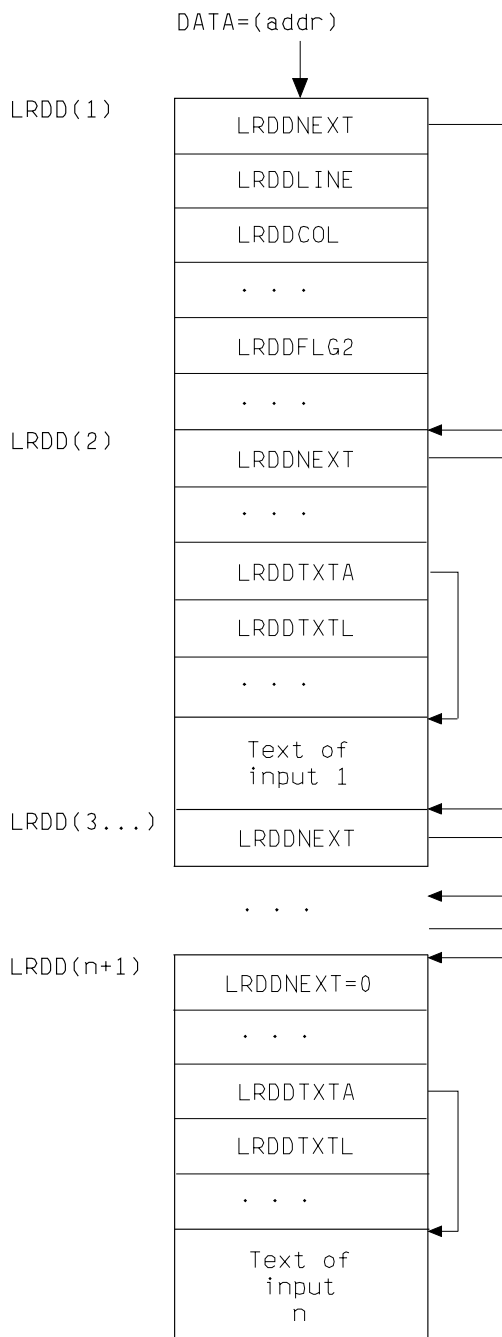 DATA=(addr)
LRDD(1)
LRDDNEXT
LRDDLINE
LRDDCOL
. . .
LRDDFLG2
. . .
LRDD(2)
LRDDNEXT
. . .
LRDDTXTA
LRDDTXTL
. . .
Text of
input 1
LRDD(3...)
LRDDNEXT
. . .
LRDD(n+1)
LRDDNEXT=0
. . .
LRDDTXTA
LRDDTXTL
. . .
Text of
input
n